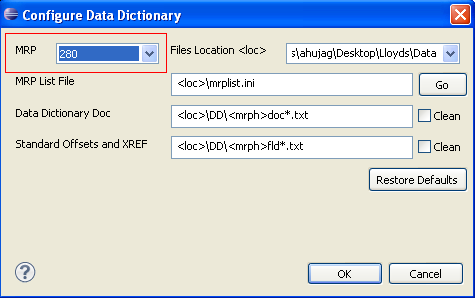 Configure Data Dictionary
MRP 280 Files Location <loc> s\ahujag\Desktop\Lloyds\Data
MRP List File <loc>\mrplist.ini Go
Data Dictionary Doc <loc>\DD\<mrph>doc*.txt Clean
Standard Offsets and XREF <loc>\DD\<mrph>fld*.txt Clean
Restore Defaults
? OK Cancel